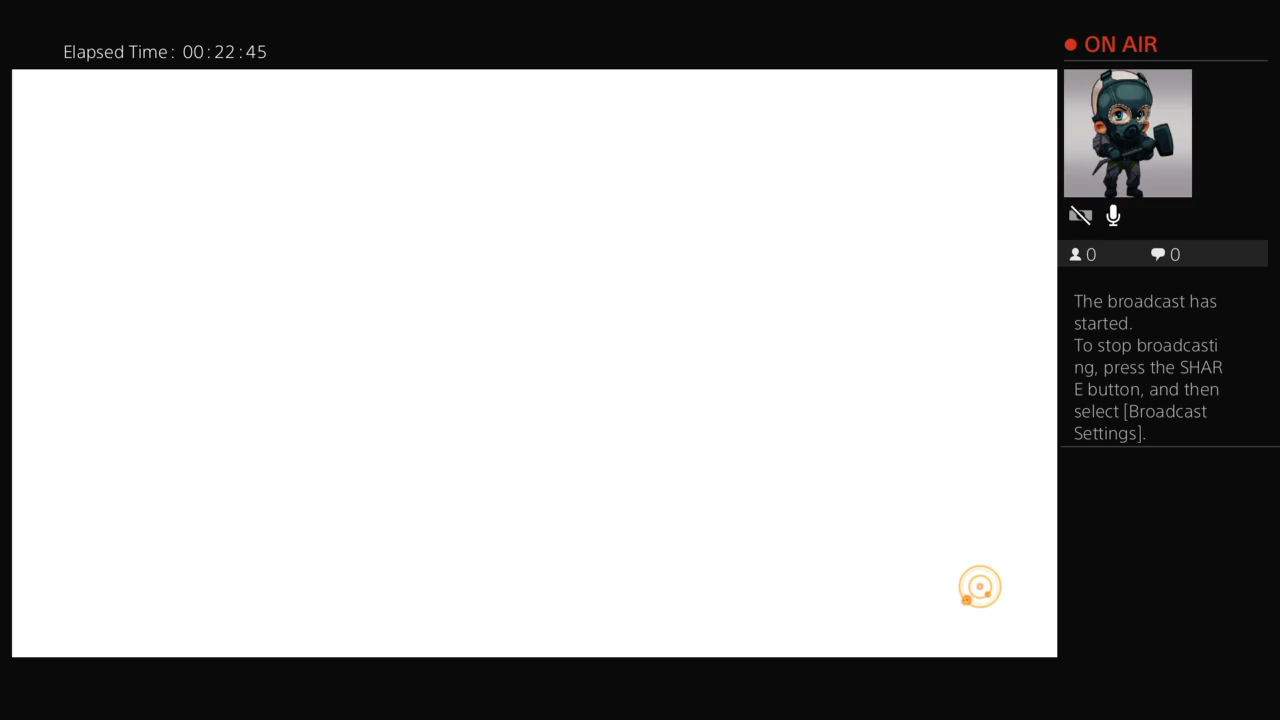 Elapsed Time: 00:22:45
ON AIR
0 0
The broadcast has
started.
To stop broadcasti
ng, press the SHAR
E button, and then
select [Broadcast
Settings].